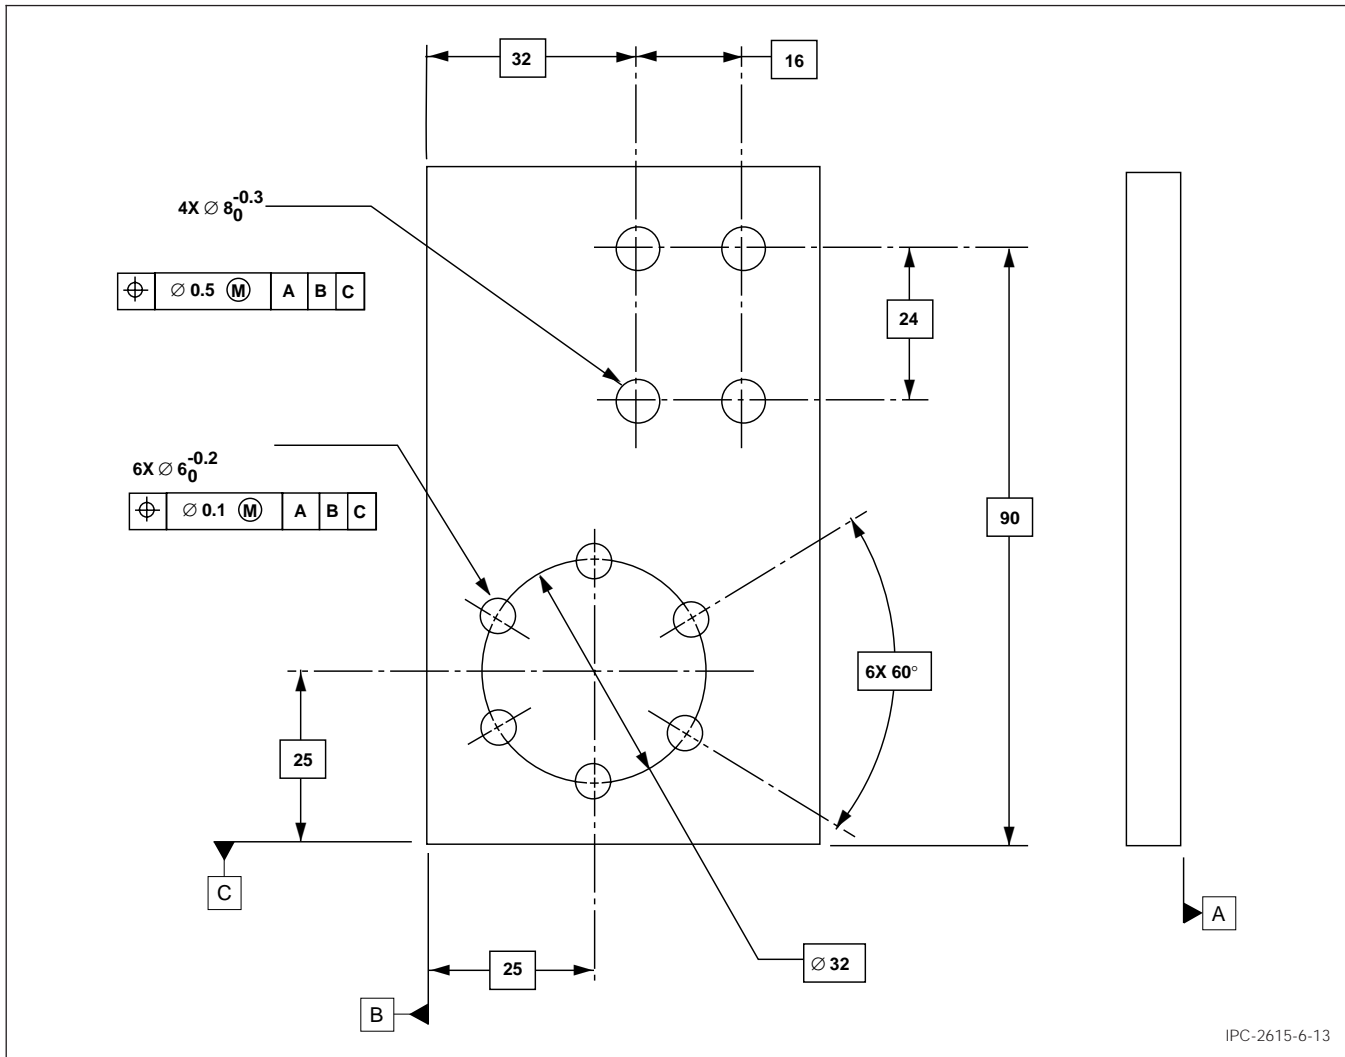 32
16
4X ∅ 8 -0.3 0
⌖ ∅ 0.5 Ⓜ A B C
24
6X ∅ 6 -0.2 0
⌖ ∅ 0.1 Ⓜ A B C
90
6X 60°
25
C
A
25
∅ 32
B
IPC-2615-6-13